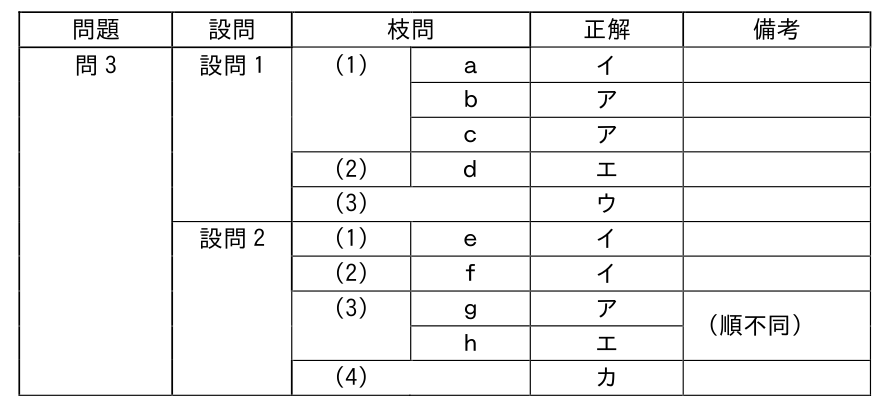 問題 設問 枝問 正解 備考
問３ 設問１ (1) a イ
b ア
c ア
(2) d エ
(3) ウ
設問２ (1) e イ
(2) f イ
(3) g ア （順不同）
h エ
(4) カ